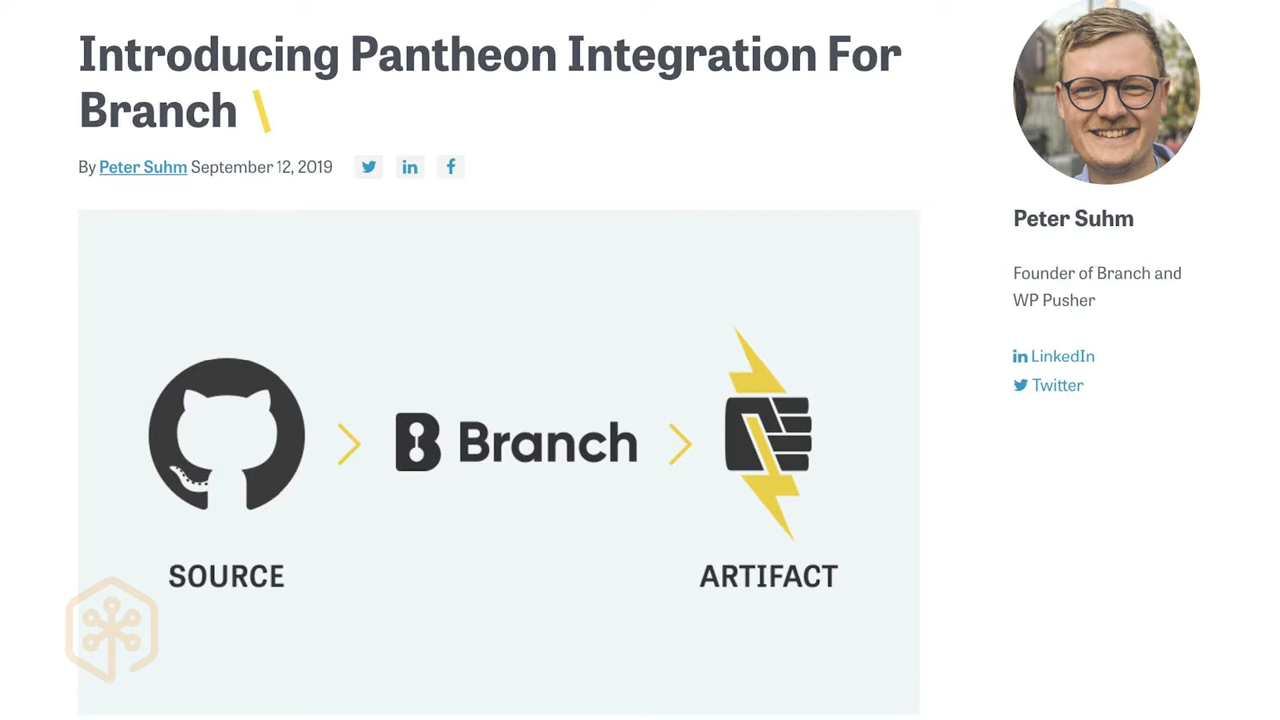 Introducing Pantheon Integration For
Branch \
By Peter Suhm September 12, 2019
Branch
SOURCE
ARTIFACT
Peter Suhm
Founder of Branch and
WP Pusher
in LinkedIn
Twitter